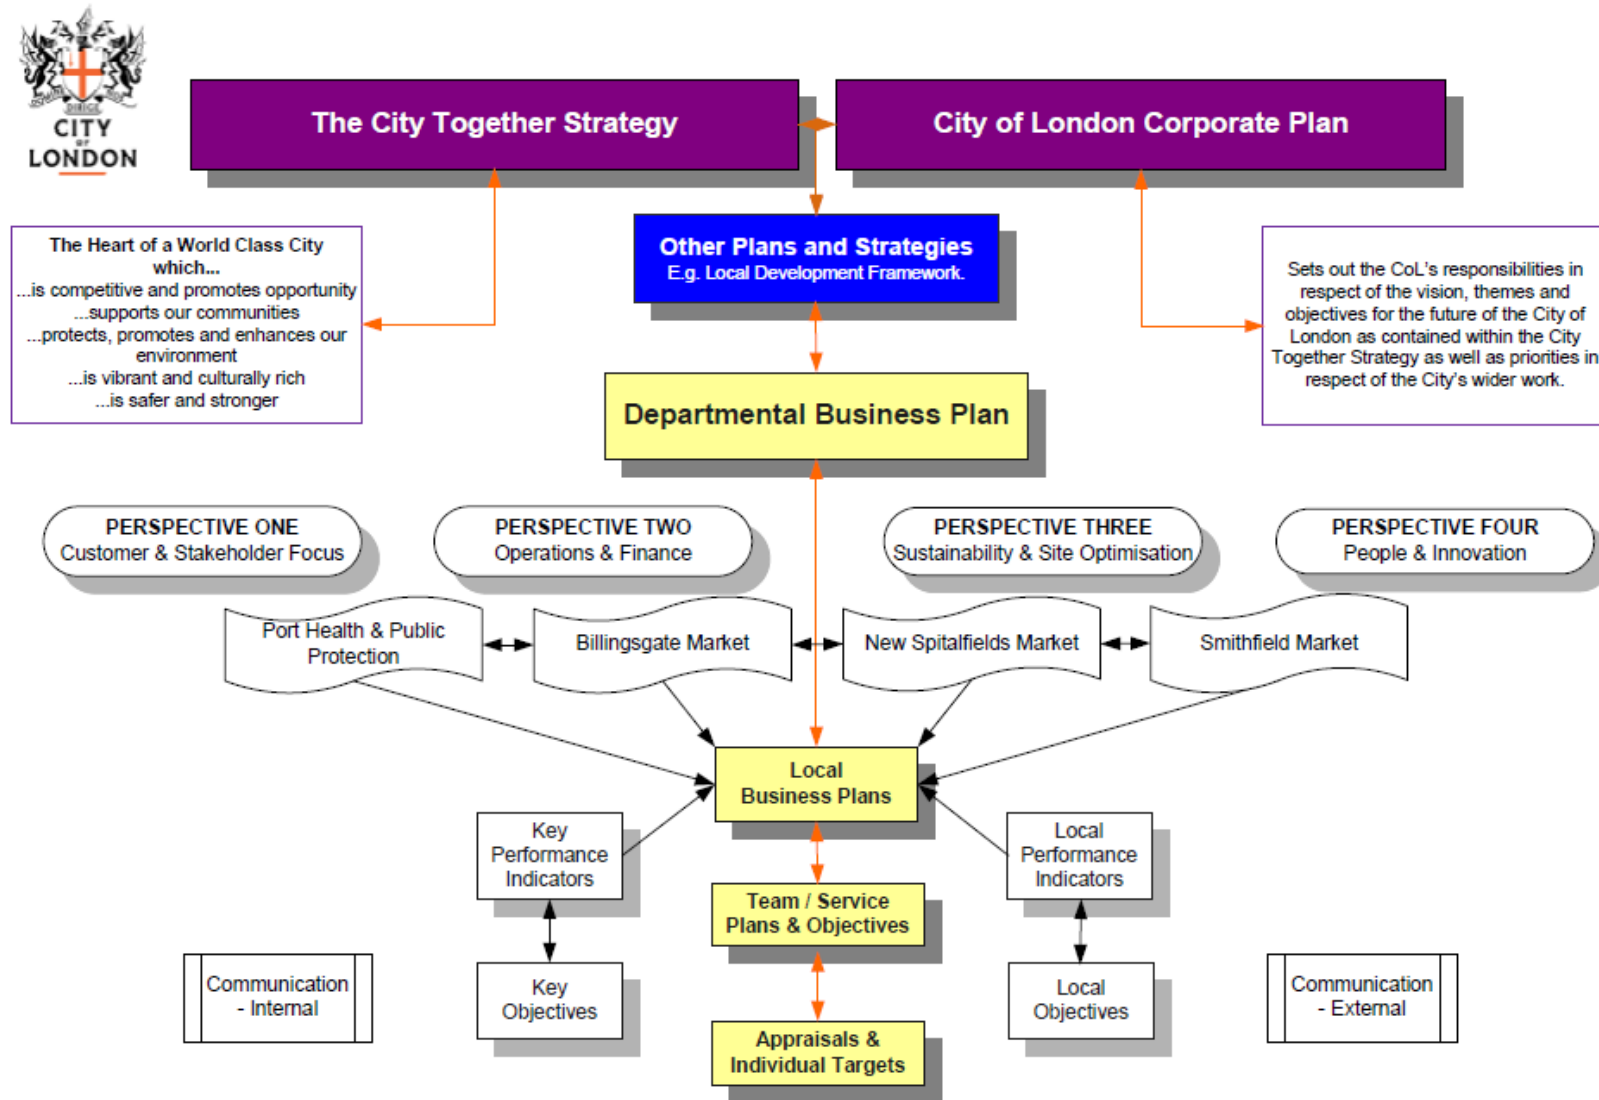 DOMINE DIRIGE NOS
CITY
OF
LONDON
The City Together Strategy
City of London Corporate Plan
The Heart of a World Class City
which...
...is competitive and promotes opportunity
...supports our communities
...protects, promotes and enhances our
environment
...is vibrant and culturally rich
...is safer and stronger
Other Plans and Strategies
E.g. Local Development Framework.
Sets out the CoL's responsibilities in
respect of the vision, themes and
objectives for the future of the City of
London as contained within the City
Together Strategy as well as priorities in
respect of the City's wider work.
Departmental Business Plan
PERSPECTIVE ONE
Customer & Stakeholder Focus
PERSPECTIVE TWO
Operations & Finance
PERSPECTIVE THREE
Sustainability & Site Optimisation
PERSPECTIVE FOUR
People & Innovation
Port Health & Public
Protection
Billingsgate Market
New Spitalfields Market
Smithfield Market
Local
Business Plans
Key
Performance
Indicators
Local
Performance
Indicators
Team / Service
Plans & Objectives
Communication
- Internal
Key
Objectives
Local
Objectives
Communication
- External
Appraisals &
Individual Targets